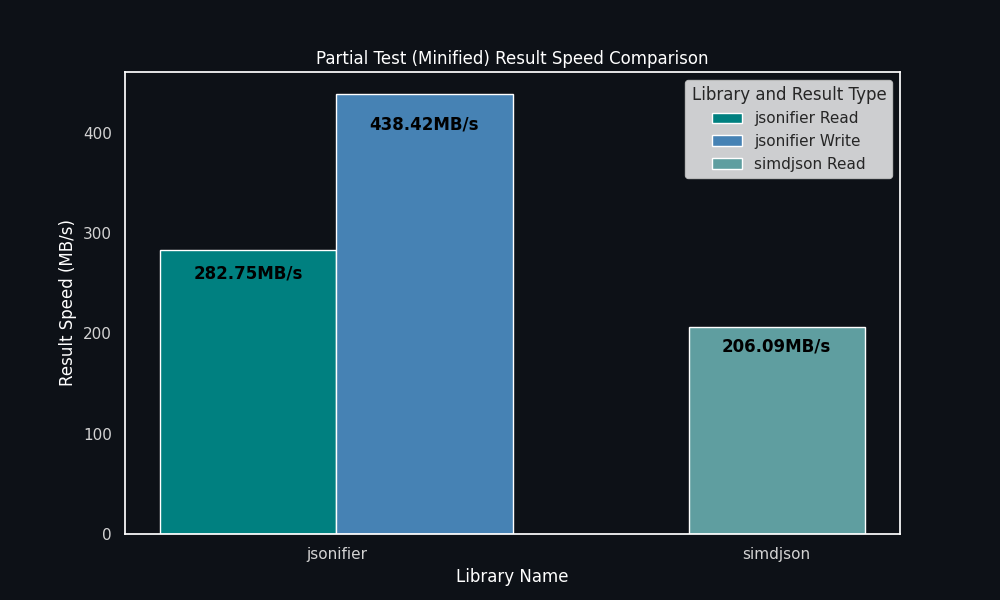 Partial Test (Minified) Result Speed Comparison
Library and Result Type
jsonifier Read
jsonifier Write
simdjson Read
438.42MB/s
282.75MB/s
206.09MB/s
Result Speed (MB/s)
400
300
200
100
0
jsonifier
simdjson
Library Name